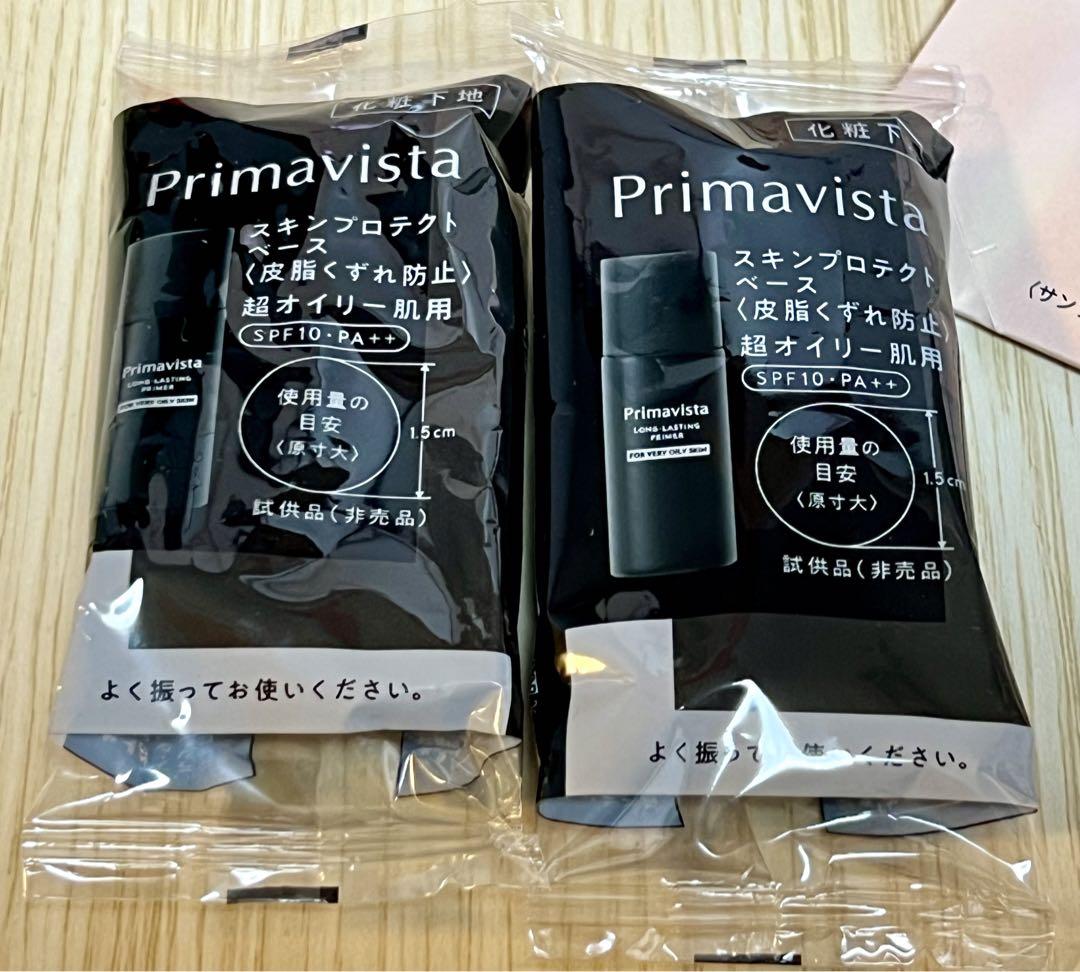 化粧下地
Primavista
スキンプロテクト
ベース
〈皮脂くずれ防止〉
超オイリー肌用
SPF10・PA++
Primavista
LONG-LASTING
PRIMER
FOR VERY OILY SKIN
使用量の
目安
〈原寸大〉
1.5cm
試供品(非売品)
よく振ってお使いください。
化粧下
Primavista
スキンプロテクト
ベース
〈皮脂くずれ防止〉
超オイリー肌用
SPF10・PA++
Primavista
LONG-LASTING
PRIMER
FOR VERY OILY SKIN
使用量の
目安
〈原寸大〉
1.5cm
試供品(非売品)
よく振って 使いください。
〈サン